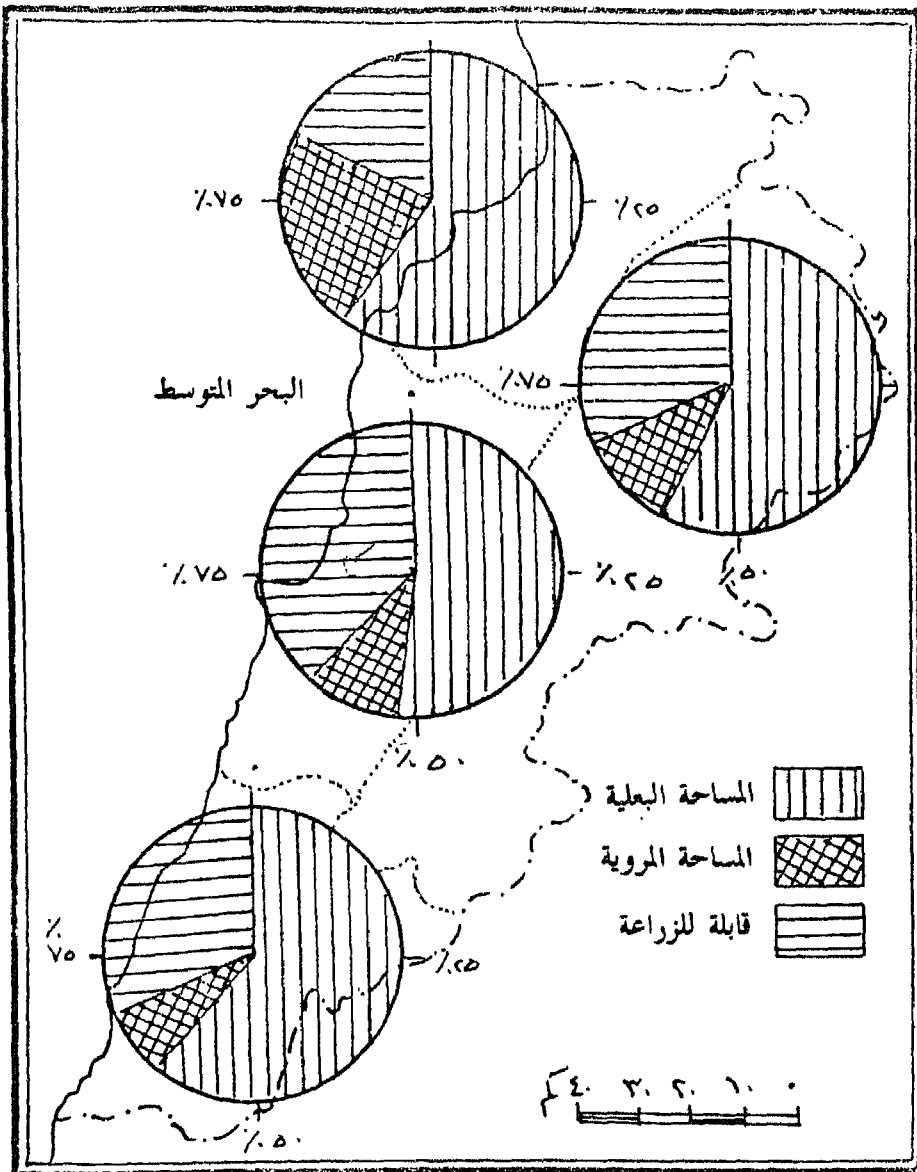 ٪٧٥
٪٢٥
البحر المتوسط
٪٧٥
٪٥٠
٪٧٥
٪٢٥
٪٥٠
المساحة البعلية
المساحة المروية
قابلة للزراعة
٪٧٥
٪٢٥
٪٥٠
٠ ١٠ ٢٠ ٣٠ ٤٠ كم